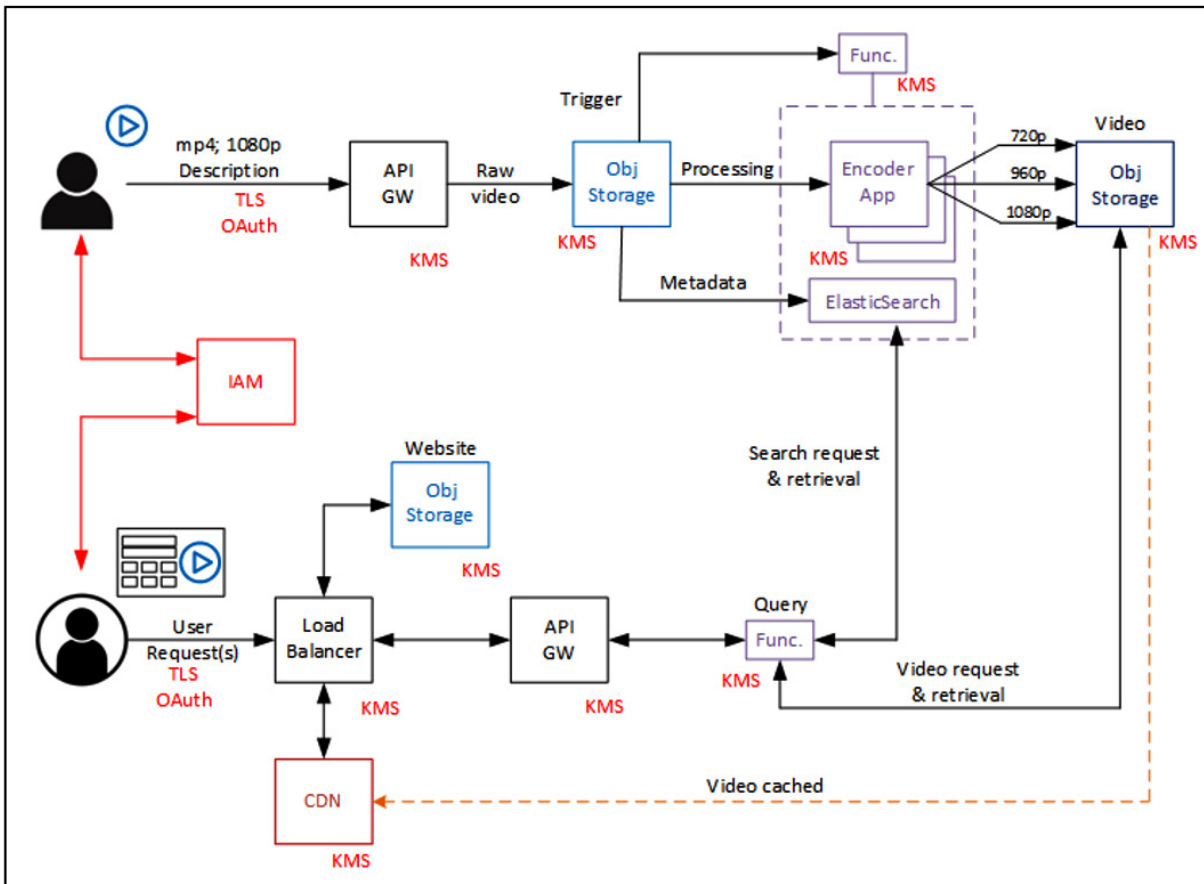 Func.
KMS
Trigger
mp4; 1080p
Description
TLS
OAuth
API
GW
KMS
Raw
video
Obj
Storage
KMS
Processing
Encoder
App
KMS
720p
960p
1080p
Video
Obj
Storage
KMS
Metadata
ElasticSearch
IAM
Search request
& retrieval
Website
Obj
Storage
KMS
User
Request(s)
TLS
OAuth
Load
Balancer
KMS
API
GW
KMS
Query
Func.
KMS
Video request
& retrieval
CDN
KMS
Video cached